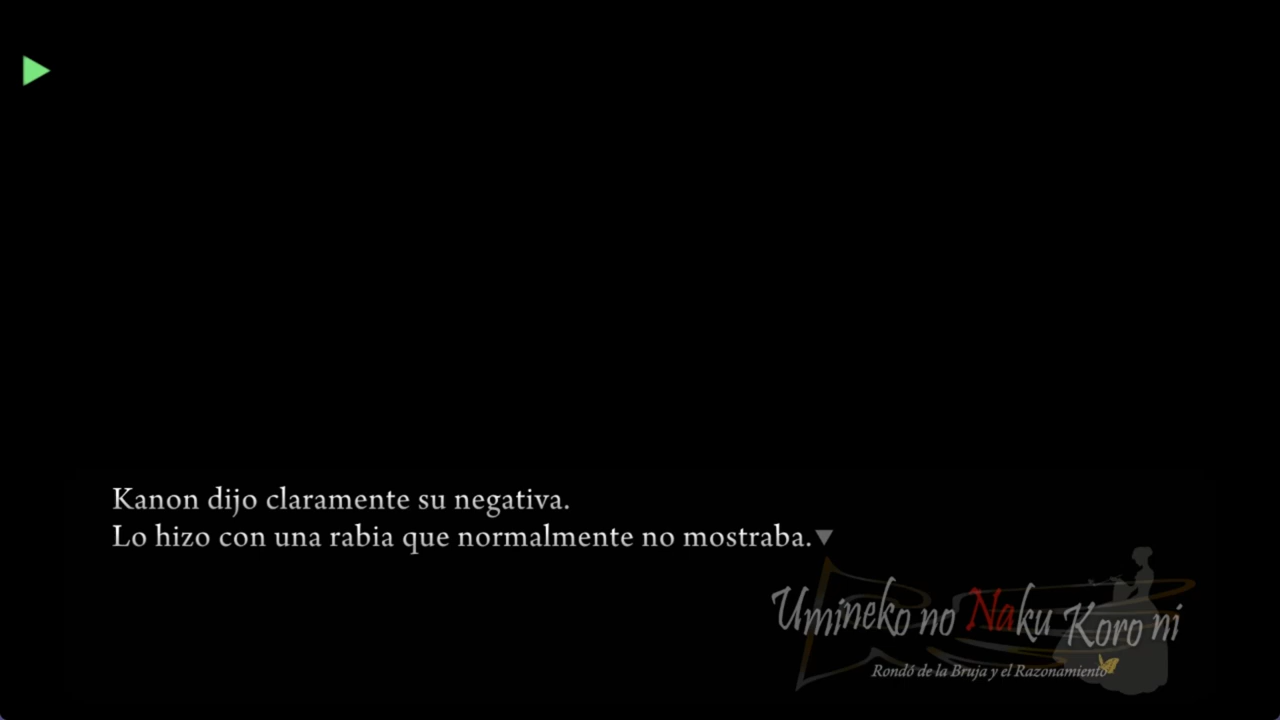 Kanon dijo claramente su negativa.
Lo hizo con una rabia que normalmente no mostraba.
Umineko no Naku Koro ni
Rondó de la Bruja y el Razonamiento